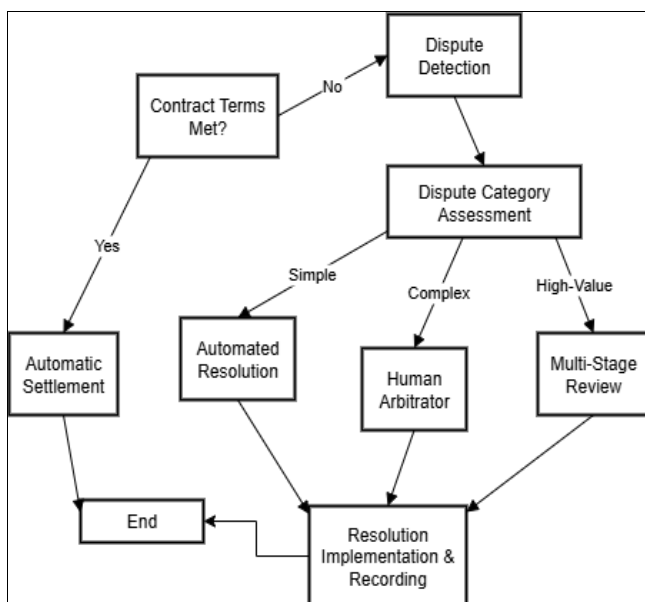 Dispute
Detection
No
Contract Terms
Met?
Dispute Category
Assessment
Yes
Simple
Complex
High-Value
Automatic
Settlement
Automated
Resolution
Human
Arbitrator
Multi-Stage
Review
End
Resolution
Implementation &
Recording